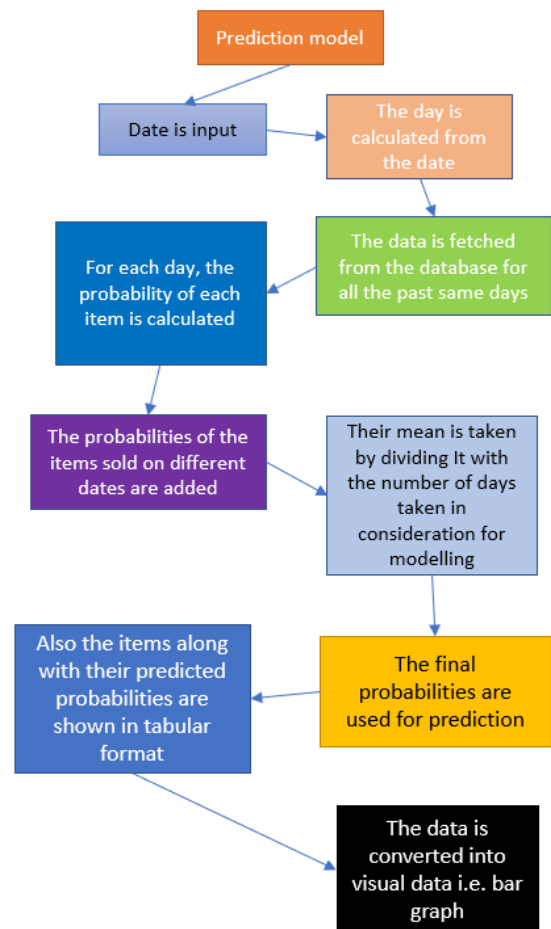 Prediction model
Date is input
The day is
calculated from
the date
The data is fetched
from the database for
all the past same days
For each day, the
probability of each
item is calculated
The probabilities of the
items sold on different
dates are added
Their mean is taken
by dividing It with
the number of days
taken in
consideration for
modelling
The final
probabilities are
used for prediction
Also the items along
with their predicted
probabilities are
shown in tabular
format
The data is
converted into
visual data i.e. bar
graph